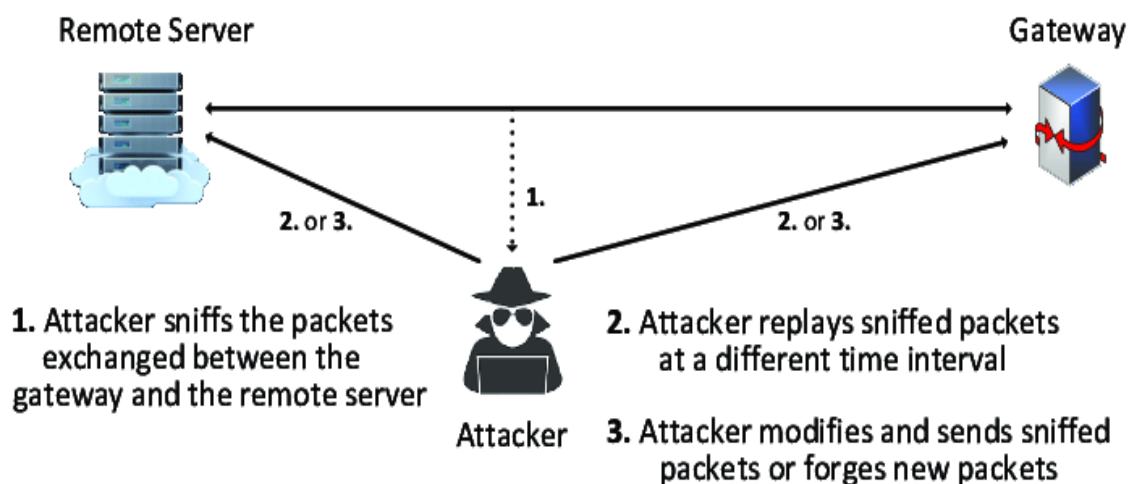 Remote Server
Gateway
1.
2. or 3.
2. or 3.
1. Attacker sniffs the packets
exchanged between the
gateway and the remote server
Attacker
2. Attacker replays sniffed packets
at a different time interval
3. Attacker modifies and sends sniffed
packets or forges new packets